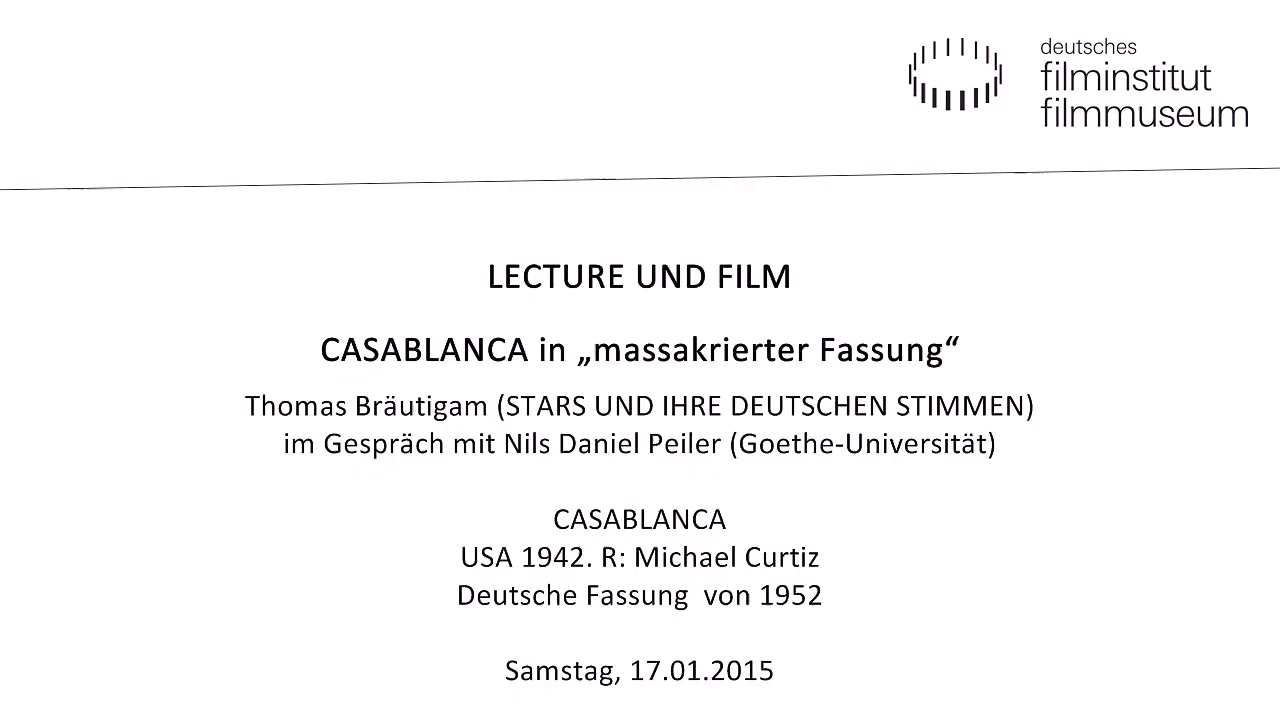 deutsches
filminstitut
filmmuseum
LECTURE UND FILM
CASABLANCA in „massakrierter Fassung“
Thomas Bräutigam (STARS UND IHRE DEUTSCHEN STIMMEN)
im Gespräch mit Nils Daniel Peiler (Goethe-Universität)
CASABLANCA
USA 1942. R: Michael Curtiz
Deutsche Fassung  von 1952
Samstag, 17.01.2015